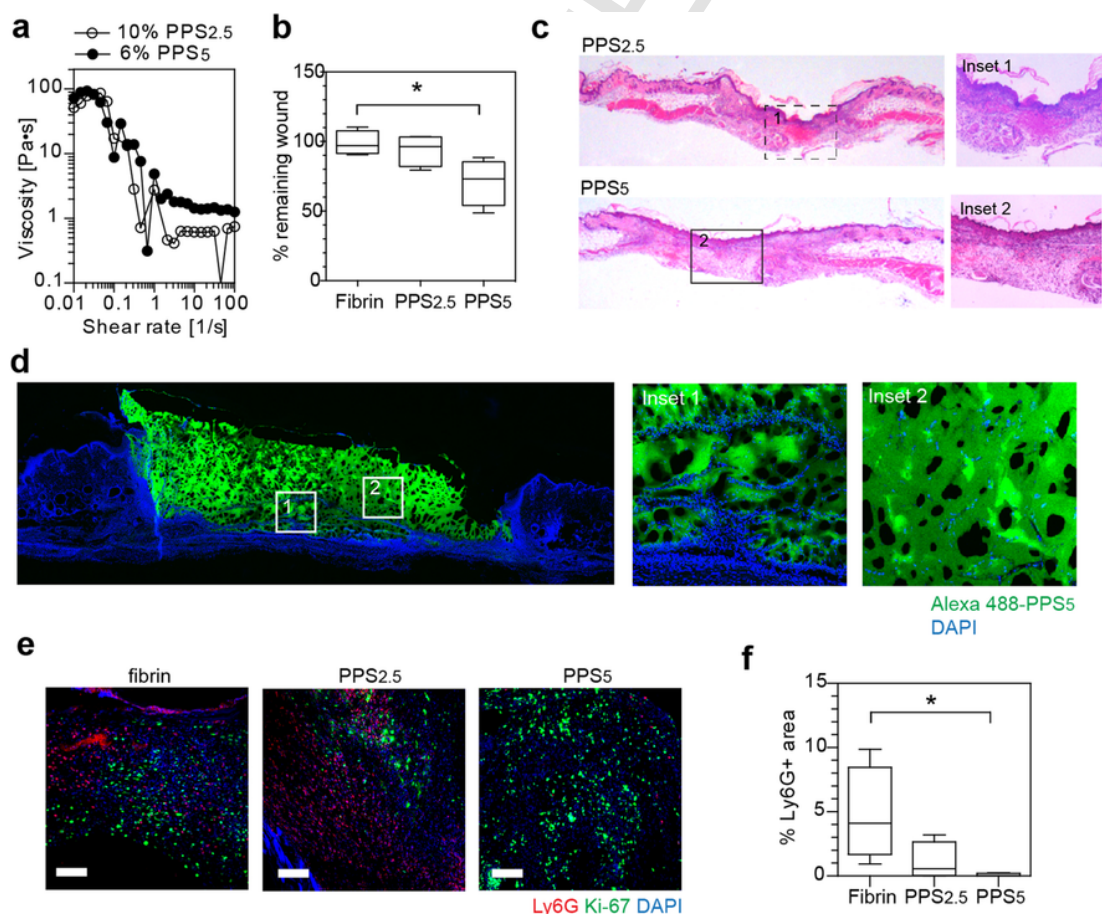 a
10% PPS2.5
6% PPS5
100
10
1
0.1
Viscosity [Pa•s]
0.01 0.1 1 10 100
Shear rate [1/s]
b
150
100
50
0
% remaining wound
*
Fibrin PPS2.5 PPS5
c
PPS2.5
1
Inset 1
PPS5
2
Inset 2
d
1
2
Inset 1
Inset 2
Alexa 488-PPS5
DAPI
e
fibrin
PPS2.5
PPS5
Ly6G Ki-67 DAPI
f
15
10
5
0
% Ly6G+ area
*
Fibrin PPS2.5 PPS5